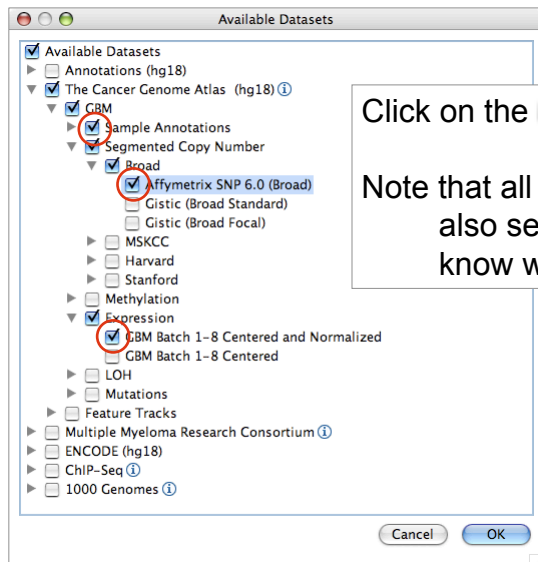 Available Datasets
Available Datasets
Annotations (hg18)
The Cancer Genome Atlas (hg18)
GBM
Sample Annotations
Segmented Copy Number
Broad
Affymetrix SNP 6.0 (Broad)
Gistic (Broad Standard)
Gistic (Broad Focal)
MSKCC
Harvard
Stanford
Methylation
Expression
GBM Batch 1-8 Centered and Normalized
GBM Batch 1-8 Centered
LOH
Mutations
Feature Tracks
Multiple Myeloma Research Consortium
ENCODE (hg18)
ChIP-Seq
1000 Genomes
Cancel OK
Click on the
Note that all
also se
know w